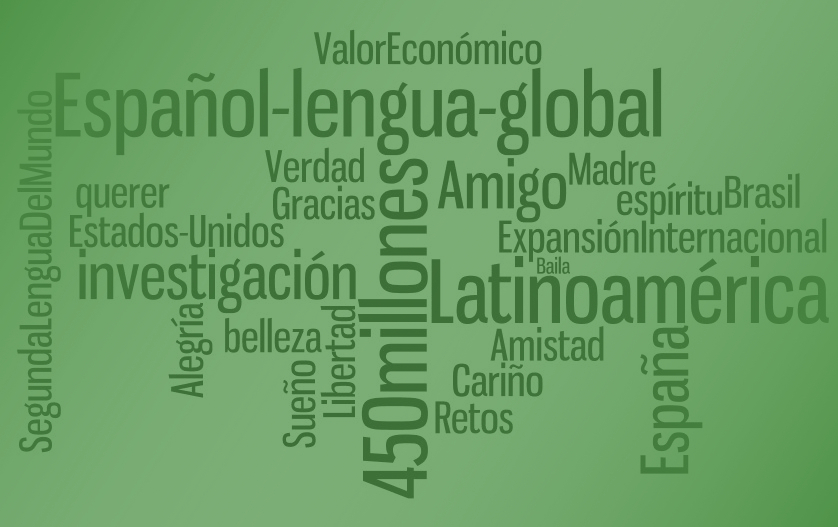 ValorEconómico
Español-lengua-global
SegundaLenguaDelMundo
Verdad
Madre
querer
Gracias
Amigo
espíritu
Brasil
Estados-Unidos
ExpansiónInternacional
investigación
450millones
Baila
Latinoamérica
Alegría
belleza
Libertad
Sueño
Amistad
España
Cariño
Retos